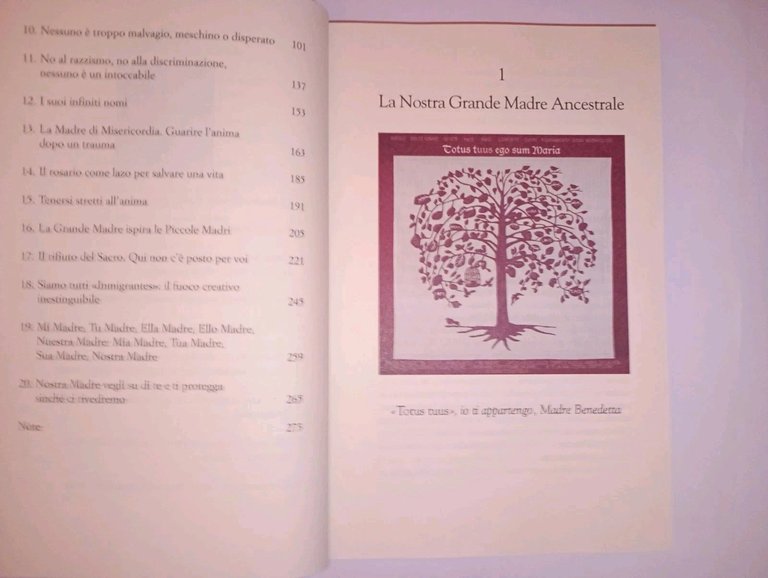 10. Nessuno è troppo malvagio, meschino o disperato 101
11. No al razzismo, no alla discriminazione,
nessuno è un intoccabile 137
12. I suoi infiniti nomi 153
13. La Madre di Misericordia. Guarire l'anima
dopo un trauma 163
14. Il rosario come lazo per salvare una vita 185
15. Tenersi stretti all'anima 191
16. La Grande Madre ispira le Piccole Madri 205
17. Il rifiuto del Sacro. Qui non c'è posto per voi 221
18. Siamo tutti «Inmigrantes»: il fuoco creativo
inestinguibile 245
19. Mi Madre, Tu Madre, Ella Madre, Ello Madre,
Nuestra Madre: Mia Madre, Tua Madre,
Sua Madre, Nostra Madre 259
20. Nostra Madre vegli su di te e ti protegga
sinché ci rivedremo 265
Note 275
1
La Nostra Grande Madre Ancestrale
Totus tuus ego sum Maria
«Totus tuus», io ti appartengo, Madre Benedetta